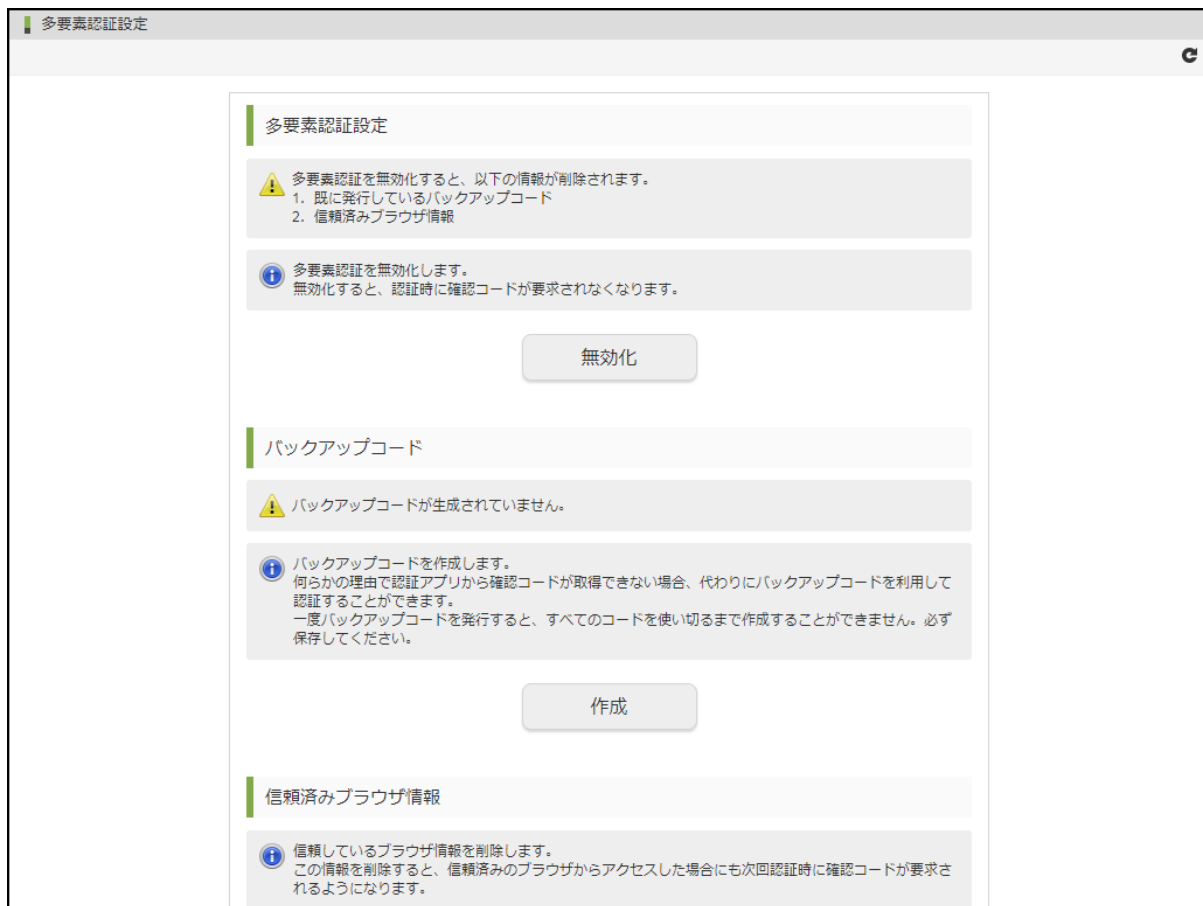 多要素認証設定
多要素認証設定
多要素認証を無効化すると、以下の情報が削除されます。
1. 既に発行しているバックアップコード
2. 信頼済みブラウザ情報
多要素認証を無効化します。
無効化すると、認証時に確認コードが要求されなくなります。
無効化
バックアップコード
バックアップコードが生成されていません。
バックアップコードを作成します。
何らかの理由で認証アプリから確認コードが取得できない場合、代わりにバックアップコードを利用して
認証することができます。
一度バックアップコードを発行すると、すべてのコードを使い切るまで作成することができません。必ず
保存してください。
作成
信頼済みブラウザ情報
信頼しているブラウザ情報を削除します。
この情報を削除すると、信頼済みのブラウザからアクセスした場合にも次回認証時に確認コードが要求さ
れるようになります。